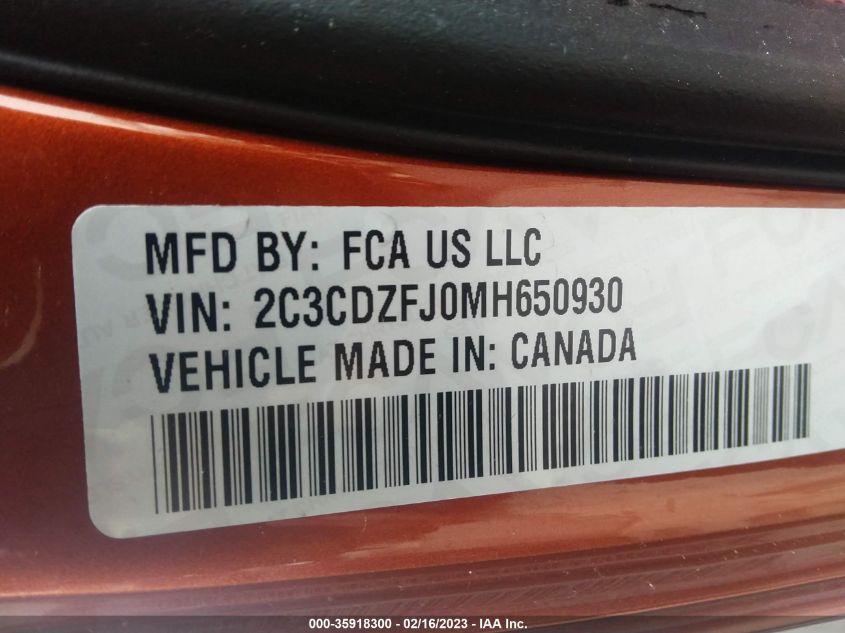 MFD BY: FCA US LLC
VIN: 2C3CDZFJ0MH650930
VEHICLE MADE IN: CANADA
000-35918300 - 02/16/2023 - IAA Inc.